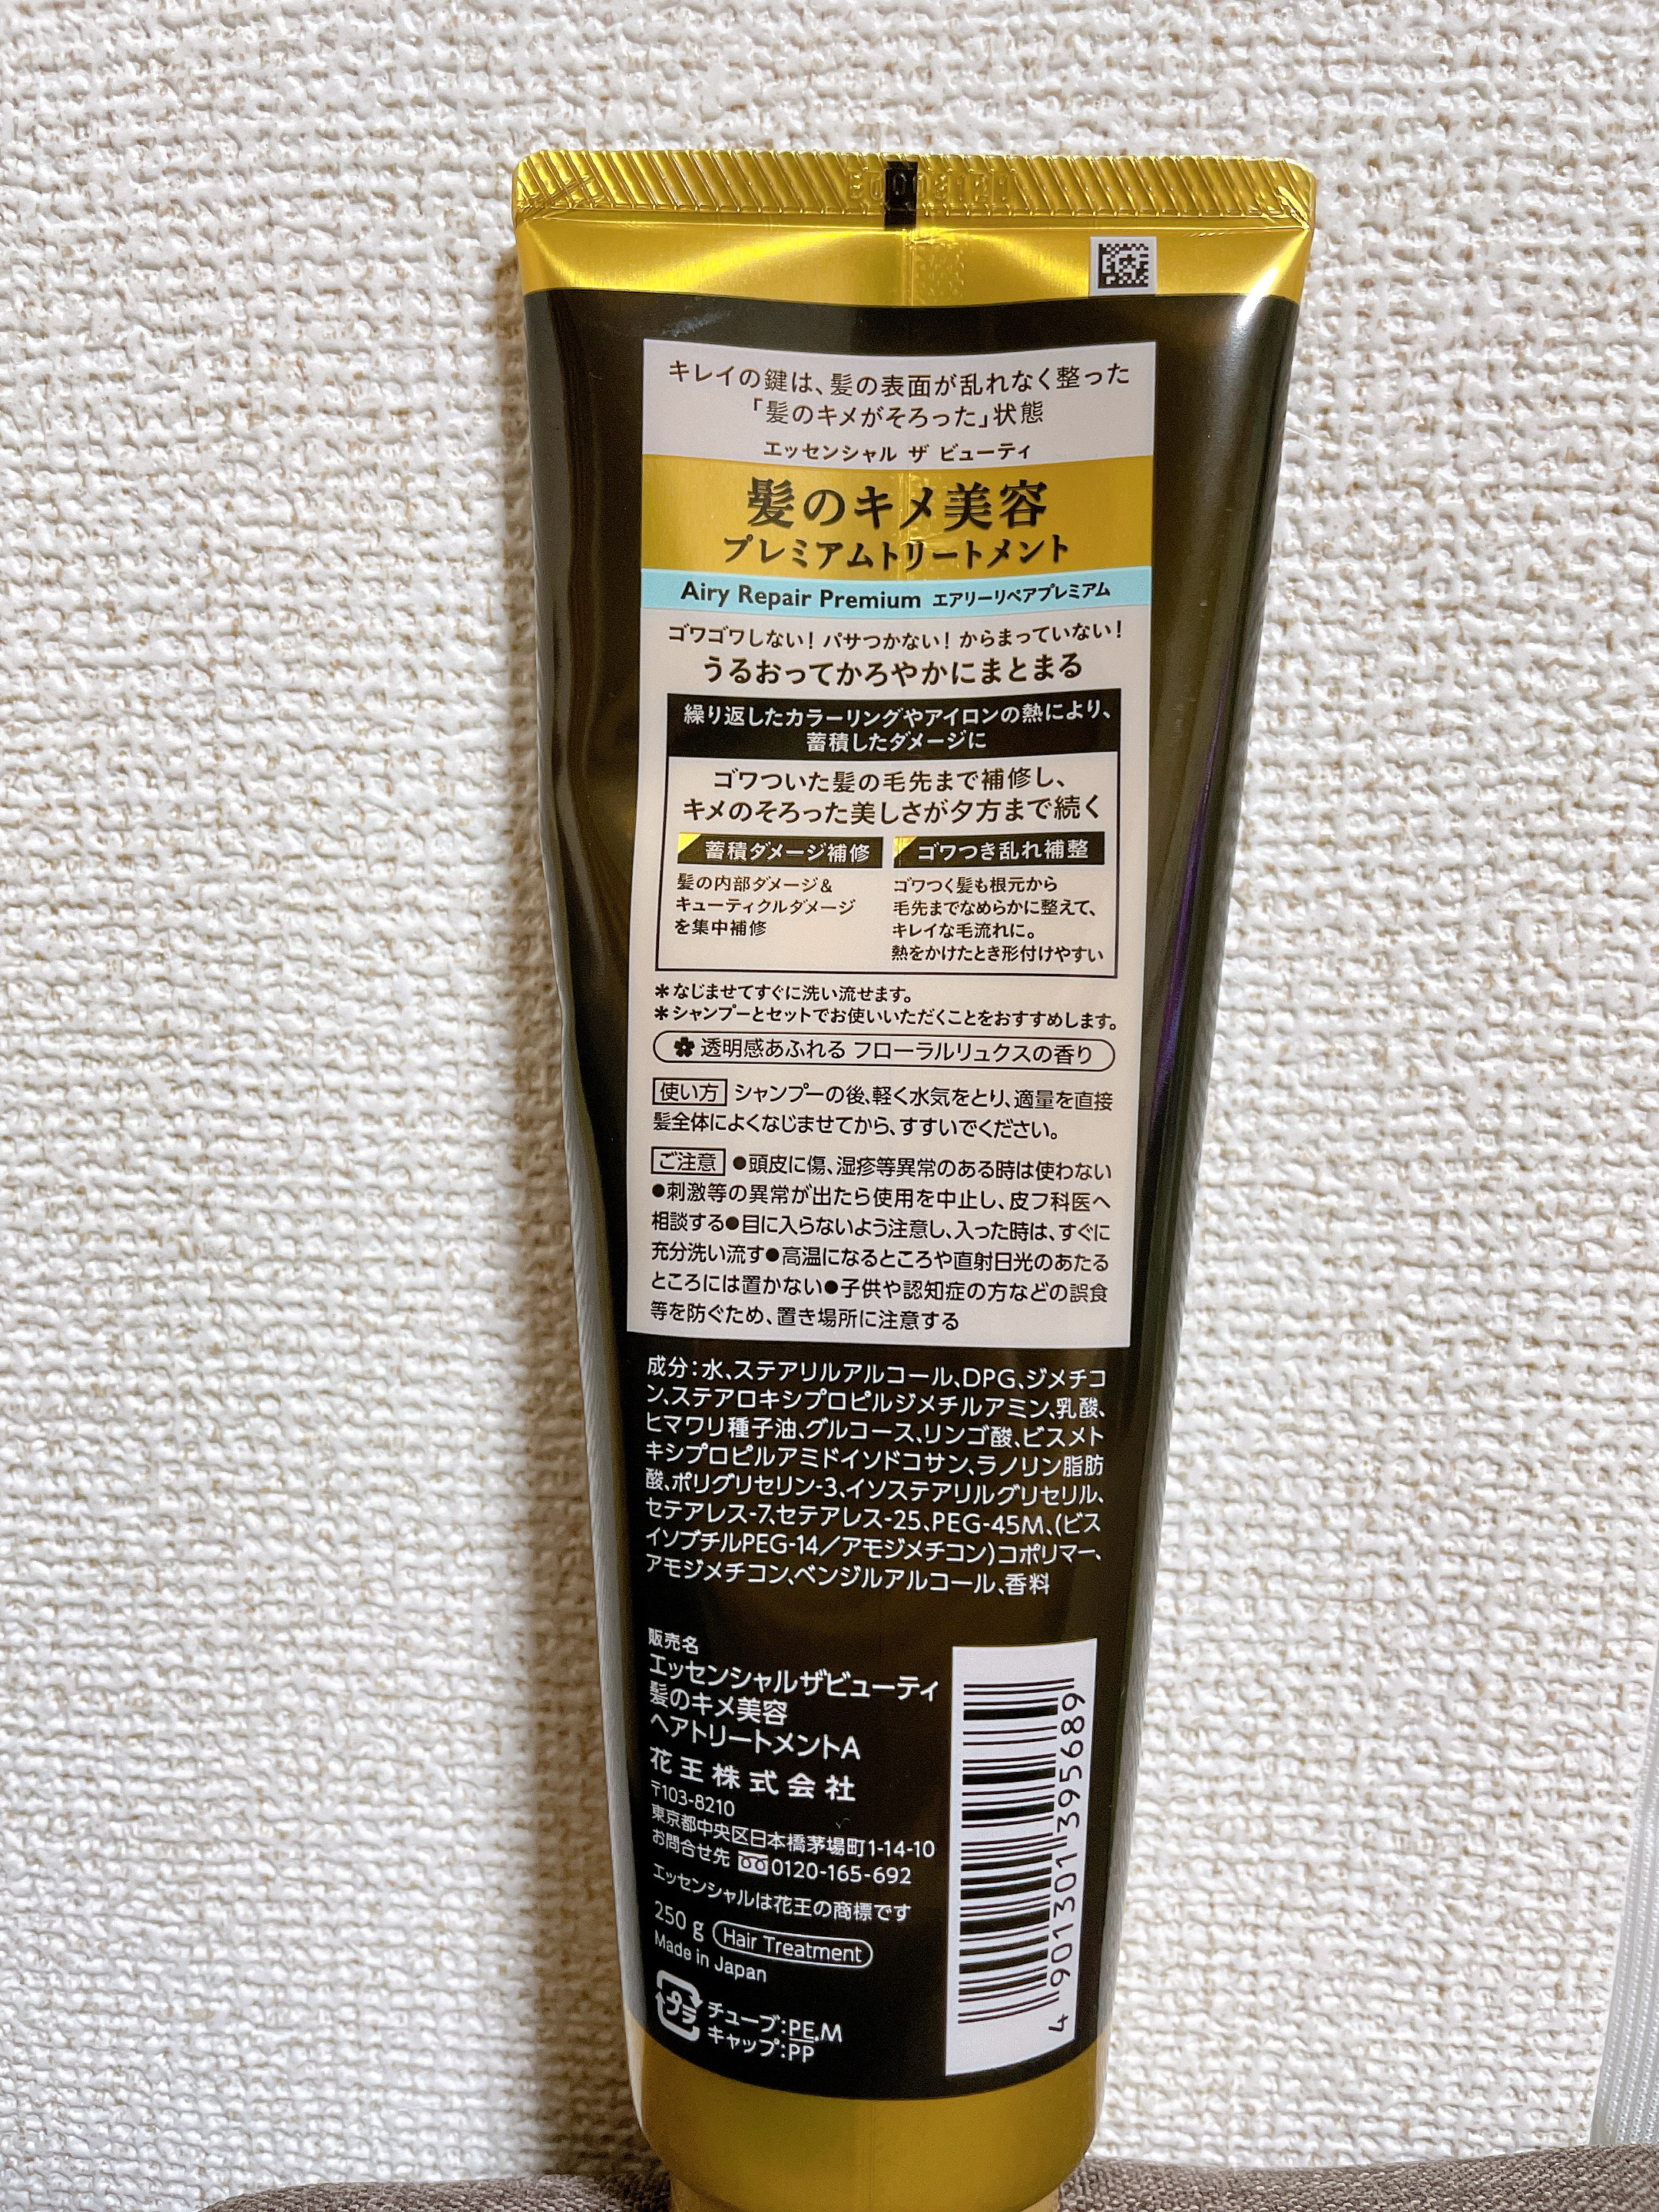 キレイの鍵は、髪の表面が乱れなく整った
「髪のキメがそろった」状態
エッセンシャル ザ ビューティ
髪のキメ美容
プレミアムトリートメント
Airy Repair Premium エアリーリペアプレミアム
ゴワゴワしない! パサつかない! からまっていない!
うるおってかろやかにまとまる
繰り返したカラーリングやアイロンの熱により、
蓄積したダメージに
ゴワついた髪の毛先まで補修し、
キメのそろった美しさが夕方まで続く
蓄積ダメージ補修
髪の内部ダメージ&
キューティクルダメージ
を集中補修
ゴワつき乱れ補整
ゴワつく髪も根元から
毛先までなめらかに整えて、
キレイな毛流れに。
熱をかけたとき形付けやすい
*なじませてすぐに洗い流せます。
*シャンプーとセットでお使いいただくことをおすすめします。
透明感あふれる フローラルリュクスの香り
使い方 シャンプーの後、軽く水気をとり、適量を直接
髪全体によくなじませてから、すすいでください。
ご注意 ●頭皮に傷、湿疹等異常のある時は使わない
●刺激等の異常が出たら使用を中止し、皮フ科医へ
相談する●目に入らないよう注意し、入った時は、すぐに
充分洗い流す●高温になるところや直射日光のあたる
ところには置かない●子供や認知症の方などの誤食
等を防ぐため、置き場所に注意する
成分:水、ステアリルアルコール、DPG、ジメチコ
ン、ステアロキシプロピルジメチルアミン、乳酸、
ヒマワリ種子油、グルコース、リンゴ酸、ビスメト
キシプロピルアミドイソドコサン、ラノリン脂肪
酸、ポリグリセリン-3、イソステアリルグリセリル、
セテアレス-7、セテアレス-25、PEG-45M、(ビス
イソブチルPEG-14/アモジメチコン)コポリマー、
アモジメチコン、ベンジルアルコール、香料
販売名
エッセンシャルザビューティ
髪のキメ美容
ヘアトリートメントA
花王株式会社
〒103-8210
東京都中央区日本橋茅場町1-14-10
お問合せ先 0120-165-692
エッセンシャルは花王の商標です
250 g Hair Treatment
Made in Japan
プラ
チューブ:PE,M
キャップ:PP
4 901301 395689